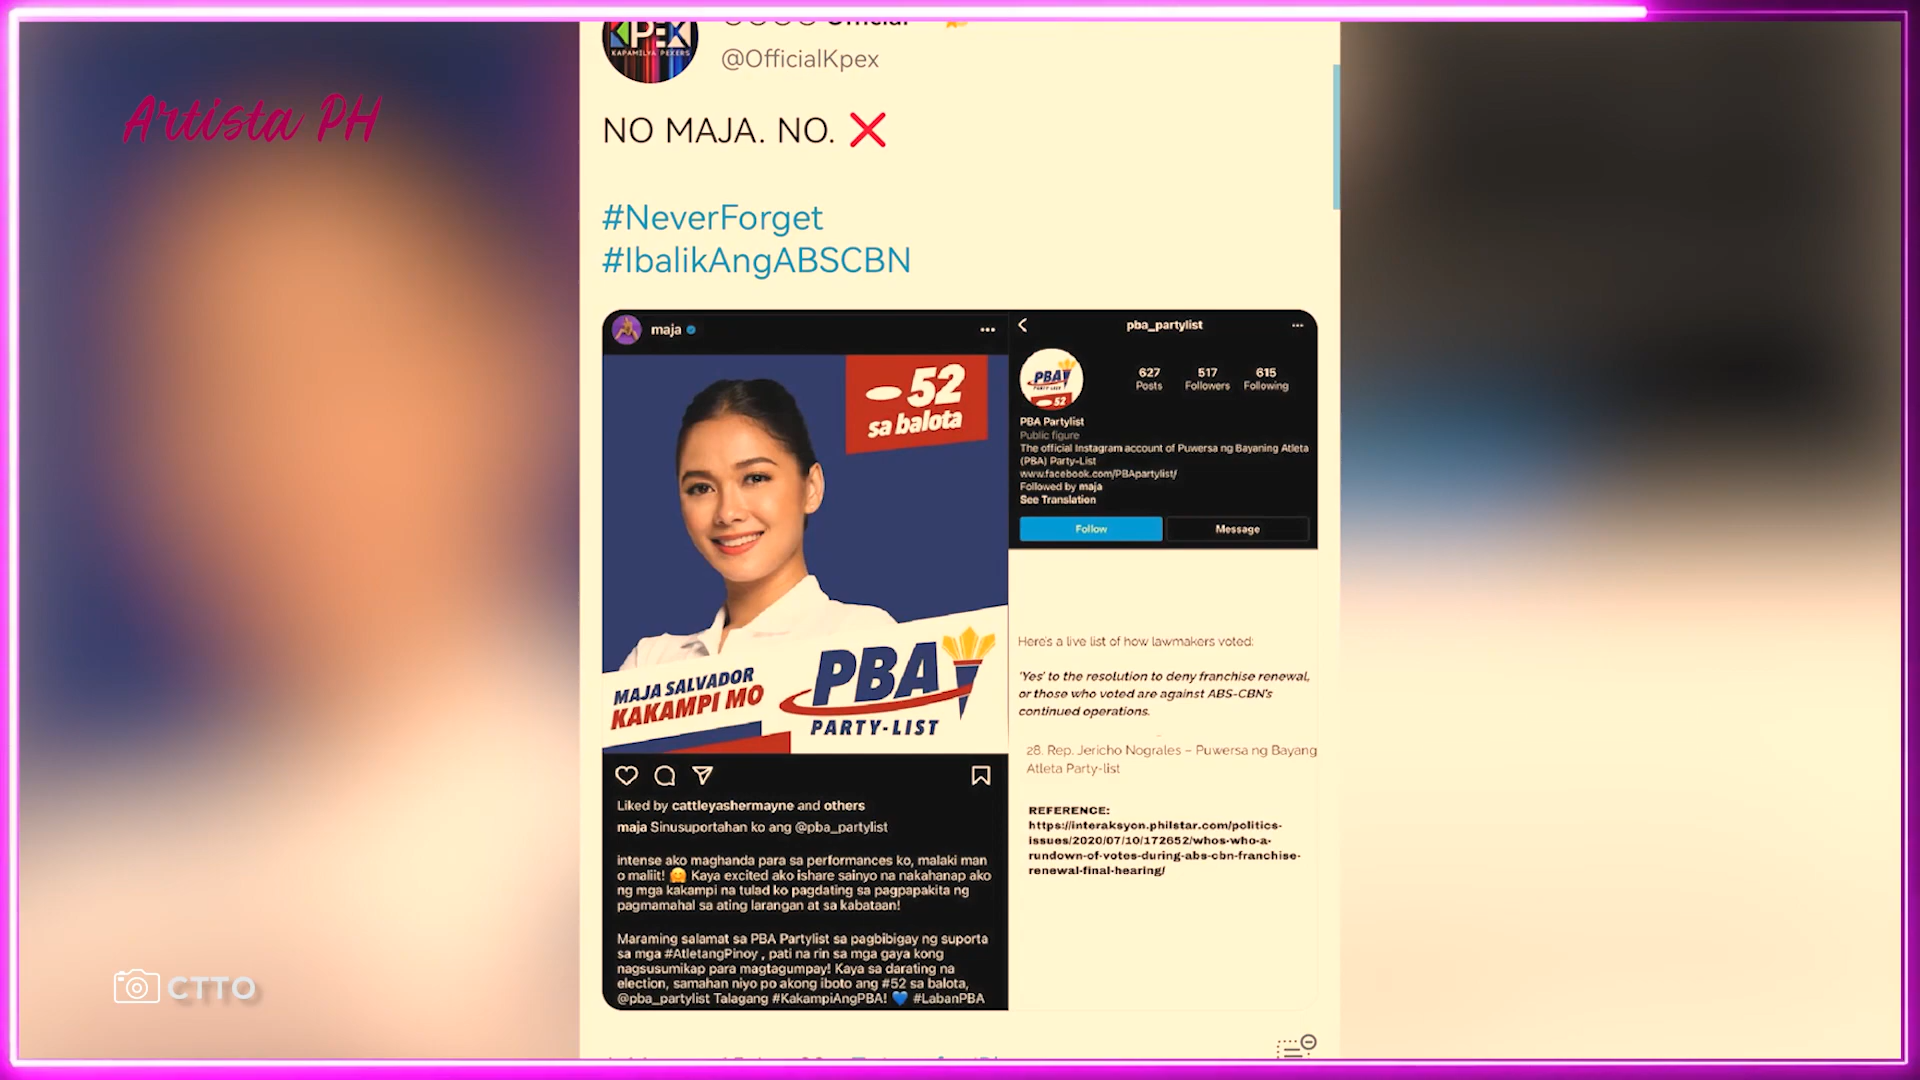 KPEX
KAPAMILYA PEXERS
Official
@OfficialKpex
Artista PH
NO MAJA. NO. ❌
#NeverForget
#IbalikAngABSCBN
maja
-52
sa balota
MAJA SALVADOR
KAKAMPI MO
PBA
PARTY-LIST
Liked by cattleyashermayne and others
maja Sinusuportahan ko ang @pba_partylist
intense ako maghanda para sa performances ko, malaki man
o maliit! 🤗 Kaya excited ako ishare sainyo na nakahanap ako
ng mga kakampi na tulad ko pagdating sa pagpapakita ng
pagmamahal sa ating larangan at sa kabataan!
Maraming salamat sa PBA Partylist sa pagbibigay ng suporta
sa mga #AtletangPinoy , pati na rin sa mga gaya kong
nagsusumikap para magtagumpay! Kaya sa darating na
election, samahan niyo po akong iboto ang #52 sa balota,
@pba_partylist Talagang #KakampiAngPBA! 💙 #LabanPBA
pba_partylist
PBA
PARTY-LIST
52
627 517 615
Posts Followers Following
PBA Partylist
Public figure
The official Instagram account of Puwersa ng Bayaning Atleta
(PBA) Party-List
www.facebook.com/PBApartylist/
Followed by maja
See Translation
Follow Message
Here's a live list of how lawmakers voted:
'Yes' to the resolution to deny franchise renewal,
or those who voted are against ABS-CBN's
continued operations.
28. Rep. Jericho Nograles – Puwersa ng Bayang
Atleta Party-list
REFERENCE:
https://interaksyon.philstar.com/politics-
issues/2020/07/10/172652/whos-who-a-
rundown-of-votes-during-abs-cbn-franchise-
renewal-final-hearing/
CTTO